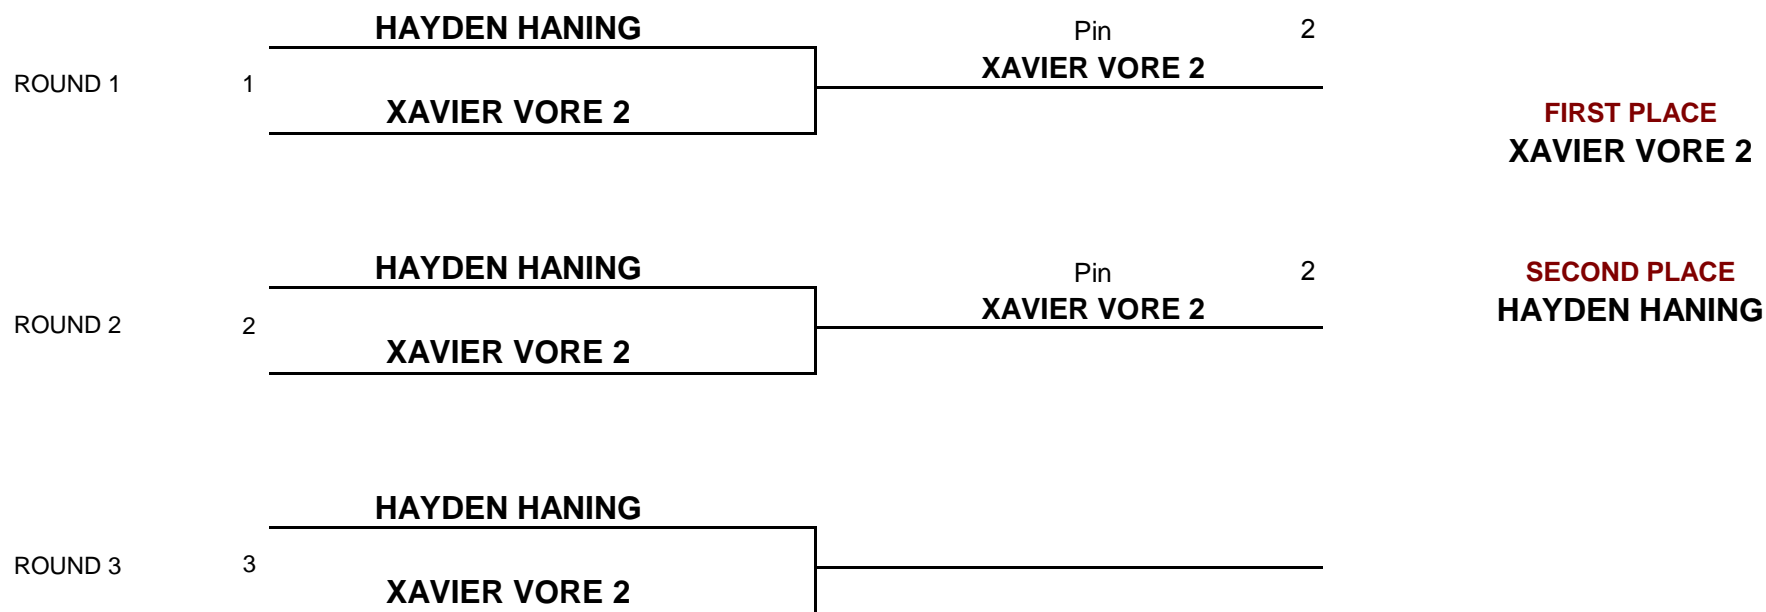 HAYDEN HANING
Pin 2
XAVIER VORE 2
ROUND 1 1
XAVIER VORE 2
FIRST PLACE
XAVIER VORE 2
HAYDEN HANING
Pin 2
SECOND PLACE
XAVIER VORE 2
HAYDEN HANING
ROUND 2 2
XAVIER VORE 2
HAYDEN HANING
ROUND 3 3
XAVIER VORE 2